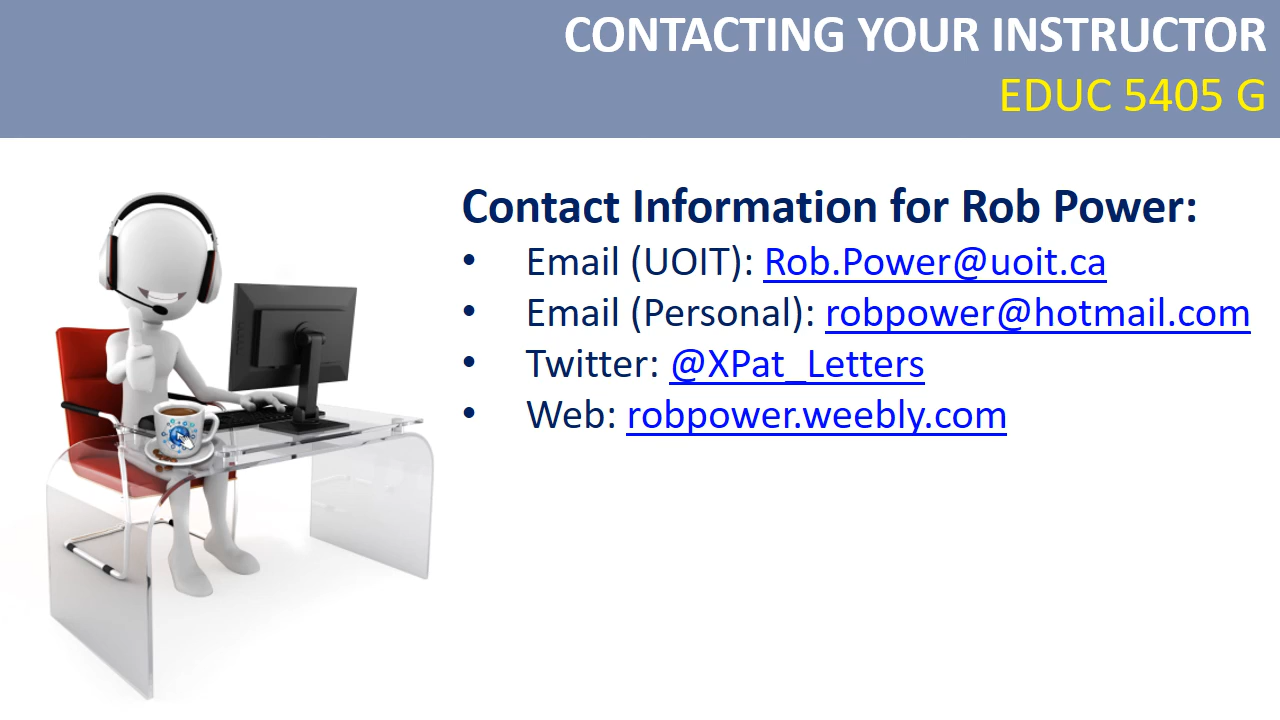 CONTACTING YOUR INSTRUCTOR
EDUC 5405 G
Contact Information for Rob Power:
• Email (UOIT): Rob.Power@uoit.ca
• Email (Personal): robpower@hotmail.com
• Twitter: @XPat_Letters
• Web: robpower.weebly.com